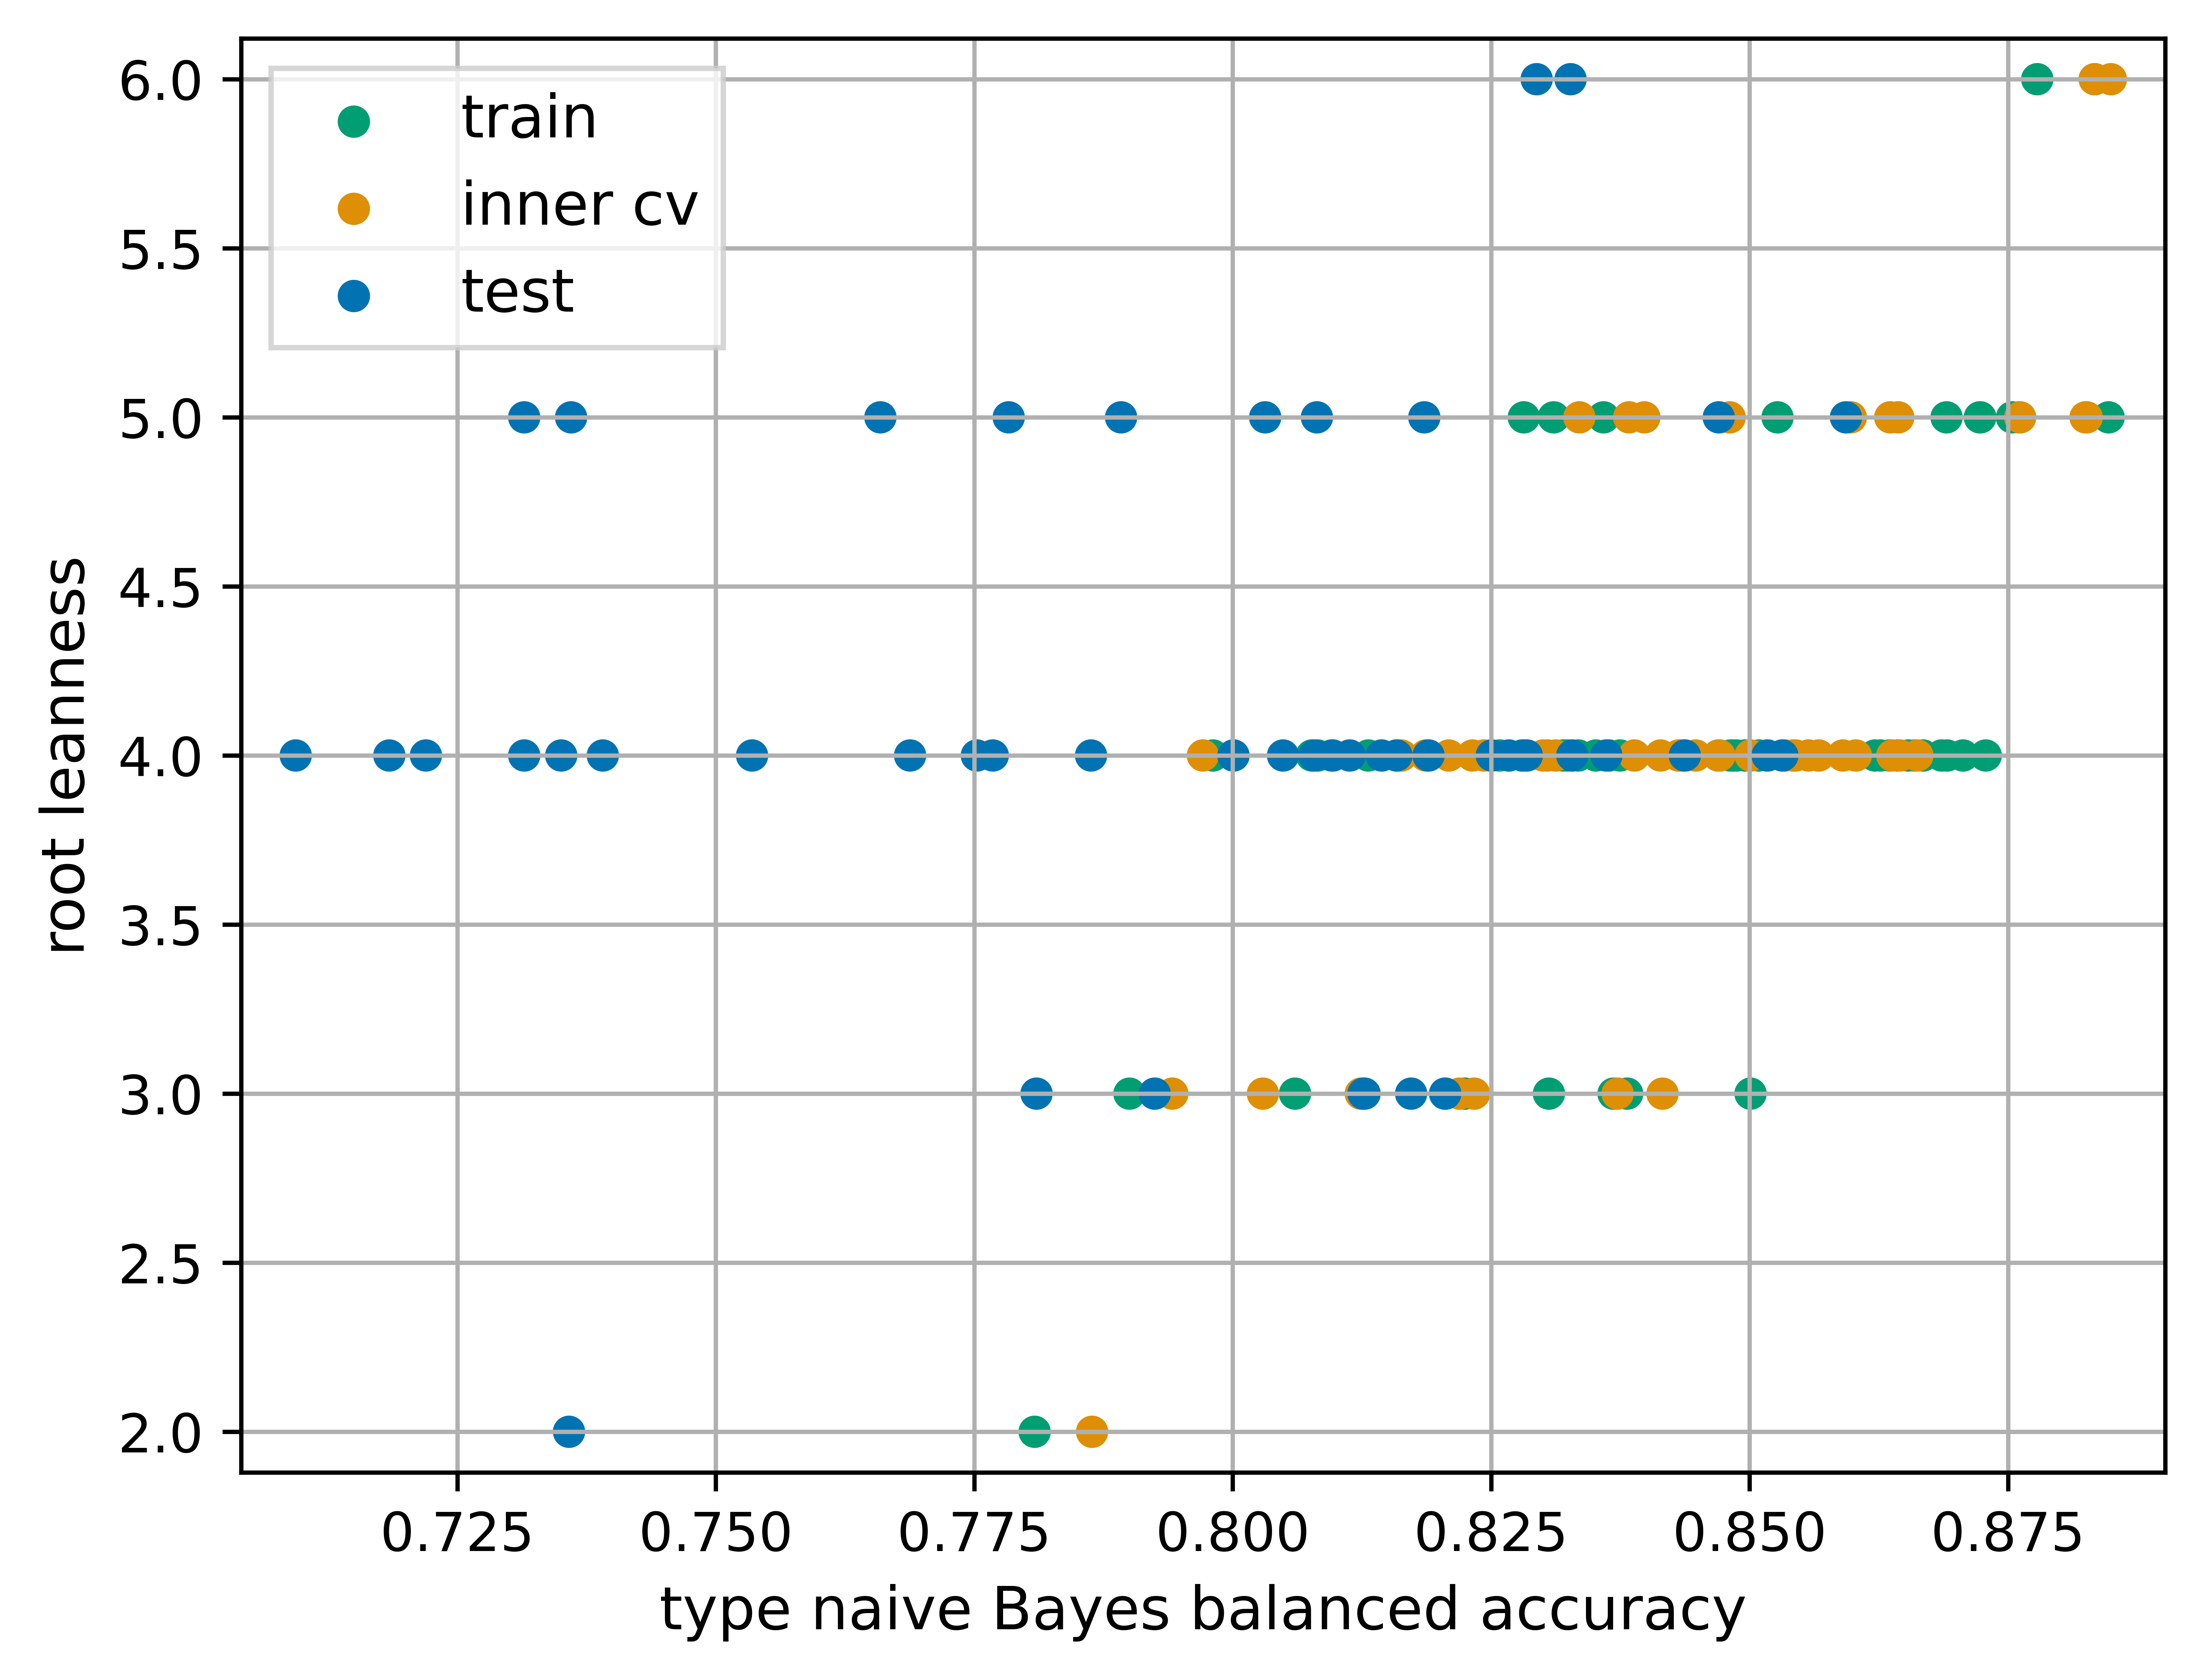 6.0
5.5
5.0
4.5
4.0
3.5
3.0
2.5
2.0
root leanness
train
inner cv
test
0.725 0.750 0.775 0.800 0.825 0.850 0.875
type naive Bayes balanced accuracy